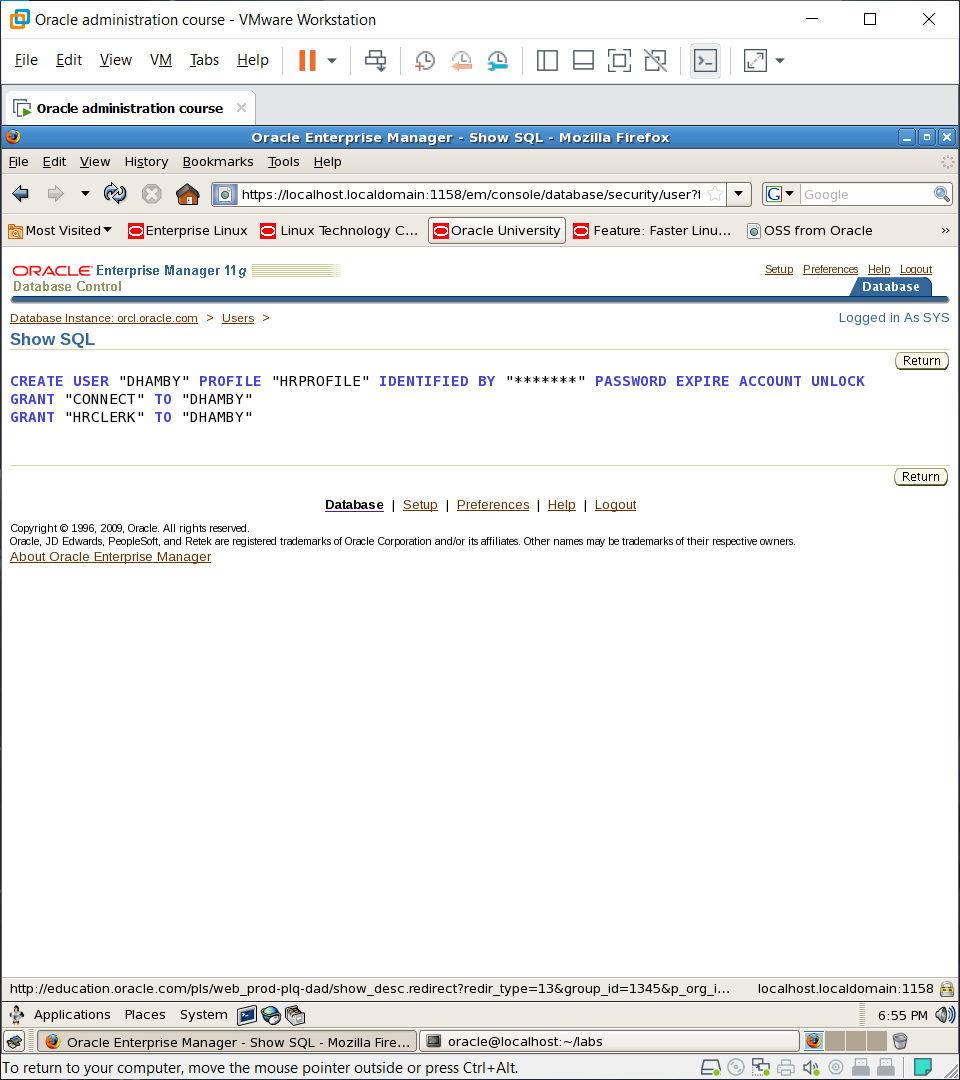 Oracle administration course - VMware Workstation
File Edit View VM Tabs Help
Oracle administration course
Oracle Enterprise Manager - Show SQL - Mozilla Firefox
File Edit View History Bookmarks Tools Help
https://localhost.localdomain:1158/em/console/database/security/user?t
G Google
Most Visited Enterprise Linux Linux Technology C... Oracle University Feature: Faster Linu... OSS from Oracle »
ORACLE Enterprise Manager 11g
Database Control
Setup Preferences Help Logout
Database
Database Instance: orcl.oracle.com > Users >
Logged in As SYS
Show SQL
Return
CREATE USER "DHAMBY" PROFILE "HRPROFILE" IDENTIFIED BY "*******" PASSWORD EXPIRE ACCOUNT UNLOCK
GRANT "CONNECT" TO "DHAMBY"
GRANT "HRCLERK" TO "DHAMBY"
Return
Database | Setup | Preferences | Help | Logout
Copyright © 1996, 2009, Oracle. All rights reserved.
Oracle, JD Edwards, PeopleSoft, and Retek are registered trademarks of Oracle Corporation and/or its affiliates. Other names may be trademarks of their respective owners.
About Oracle Enterprise Manager
http://education.oracle.com/pls/web_prod-plq-dad/show_desc.redirect?redir_type=13&group_id=1345&p_org_i... localhost.localdomain:1158
Applications Places System 6:55 PM
Oracle Enterprise Manager - Show SQL - Mozilla Fire... oracle@localhost:~/labs
To return to your computer, move the mouse pointer outside or press Ctrl+Alt.